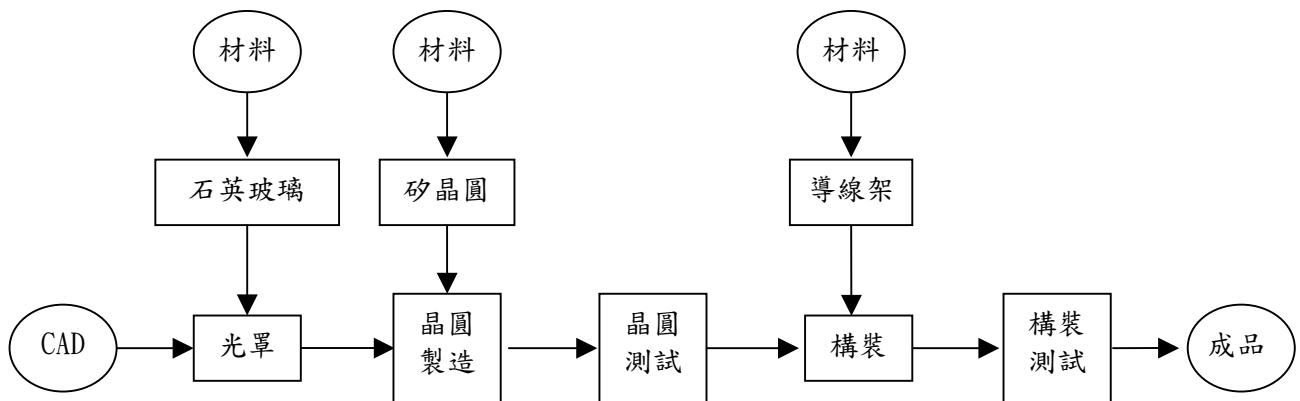 材料
材料
材料
石英玻璃
矽晶圓
導線架
CAD
光罩
晶圓
製造
晶圓
測試
構裝
構裝
測試
成品